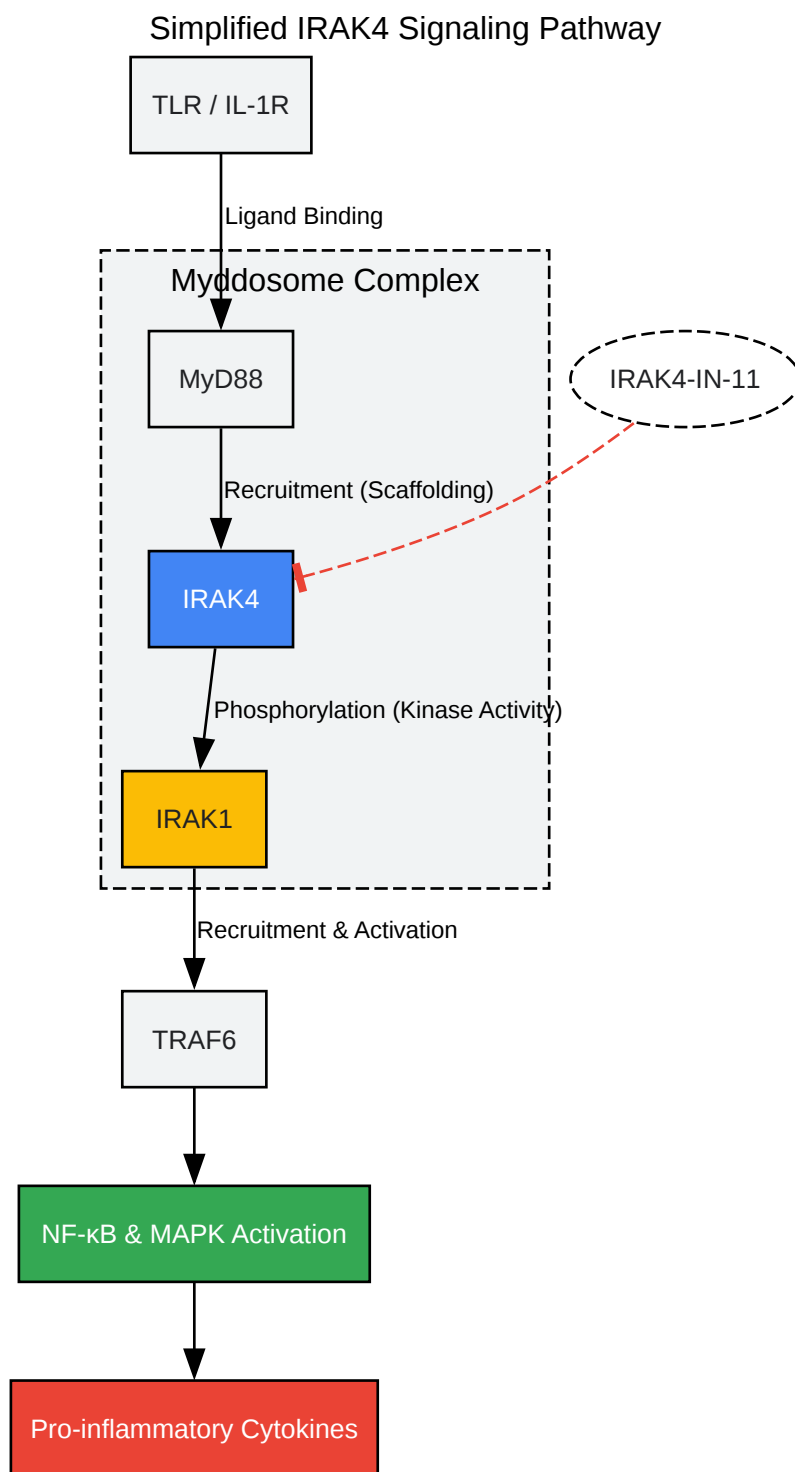 Simplified IRAK4 Signaling Pathway
TLR / IL-1R
Ligand Binding
Myddosome Complex
MyD88
IRAK4-IN-11
Recruitment (Scaffolding)
IRAK4
Phosphorylation (Kinase Activity)
IRAK1
Recruitment & Activation
TRAF6
NF-κB & MAPK Activation
Pro-inflammatory Cytokines